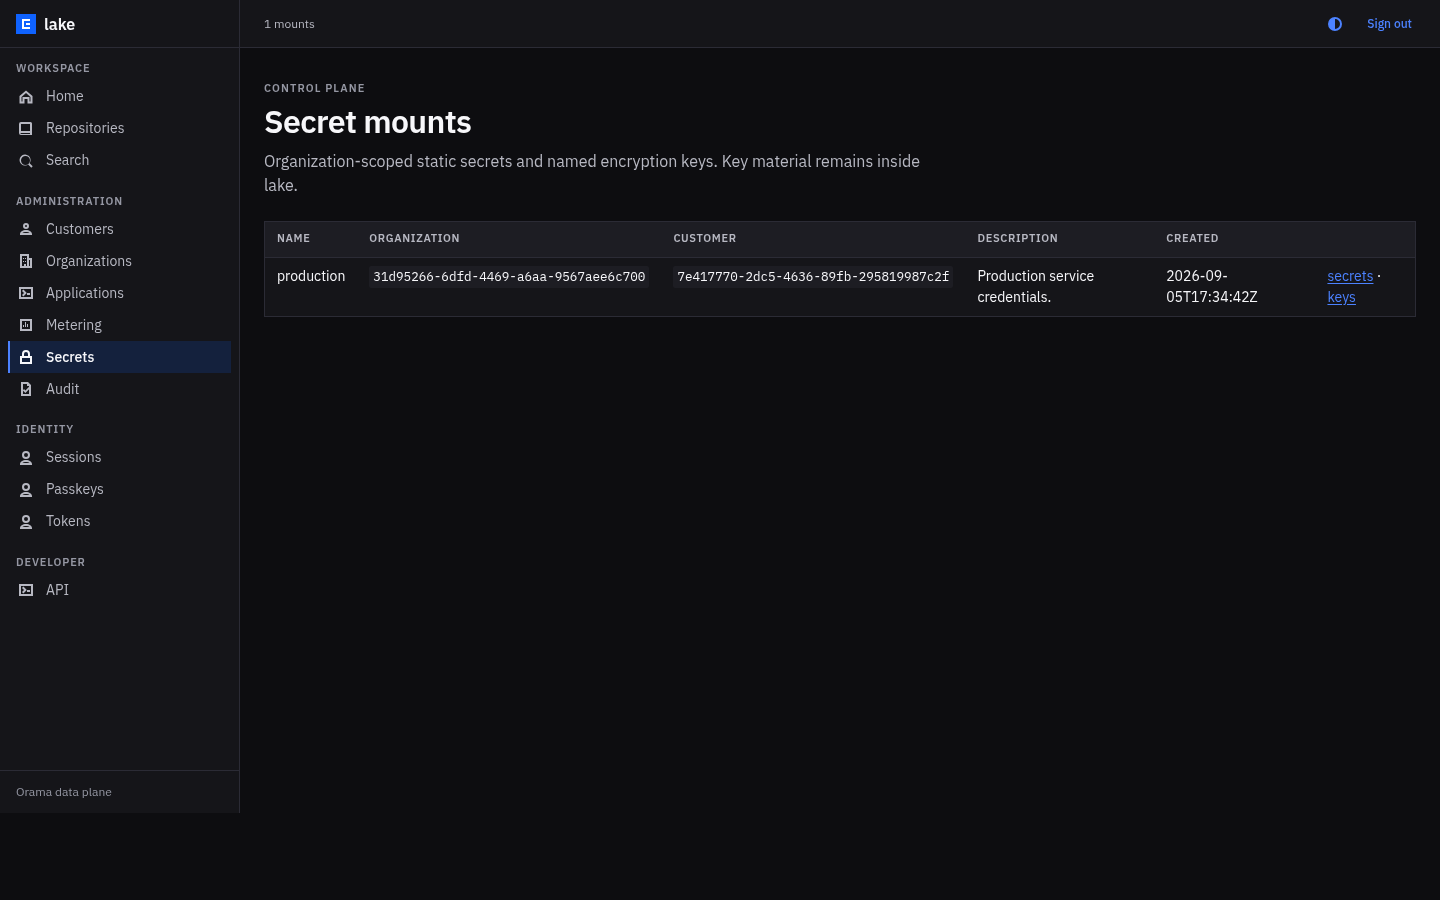 lake
1 mounts
Sign out
WORKSPACE
Home
Repositories
Search
ADMINISTRATION
Customers
Organizations
Applications
Metering
Secrets
Audit
IDENTITY
Sessions
Passkeys
Tokens
DEVELOPER
API
Orama data plane
CONTROL PLANE
Secret mounts
Organization-scoped static secrets and named encryption keys. Key material remains inside
lake.
NAME ORGANIZATION CUSTOMER DESCRIPTION CREATED
production 31d95266-6dfd-4469-a6aa-9567aee6c700 7e417770-2dc5-4636-89fb-295819987c2f Production service 2026-09- secrets ·
credentials. 05T17:34:42Z keys